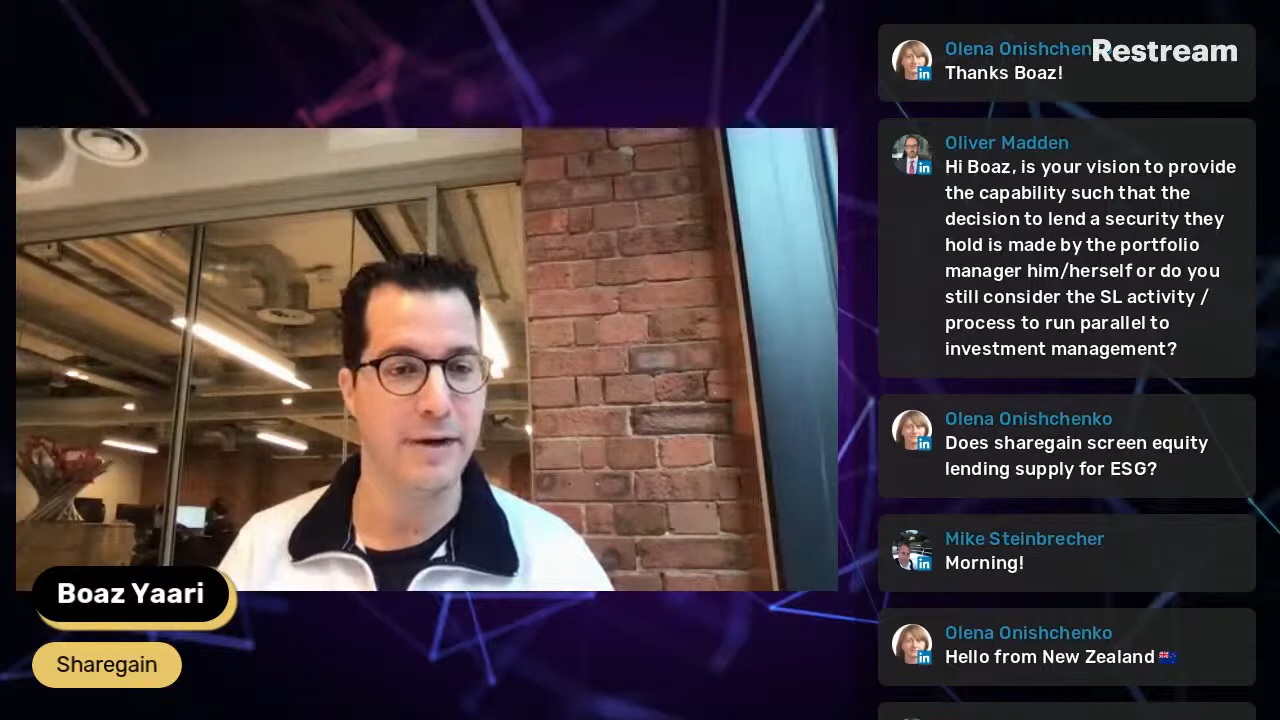 Olena Onishchen
Restream
Thanks Boaz!
Oliver Madden
Hi Boaz, is your vision to provide
the capability such that the
decision to lend a security they
hold is made by the portfolio
manager him/herself or do you
still consider the SL activity /
process to run parallel to
investment management?
Olena Onishchenko
Does sharegain screen equity
lending supply for ESG?
Mike Steinbrecher
Morning!
Olena Onishchenko
Hello from New Zealand 🇳🇿
Boaz Yaari
Sharegain